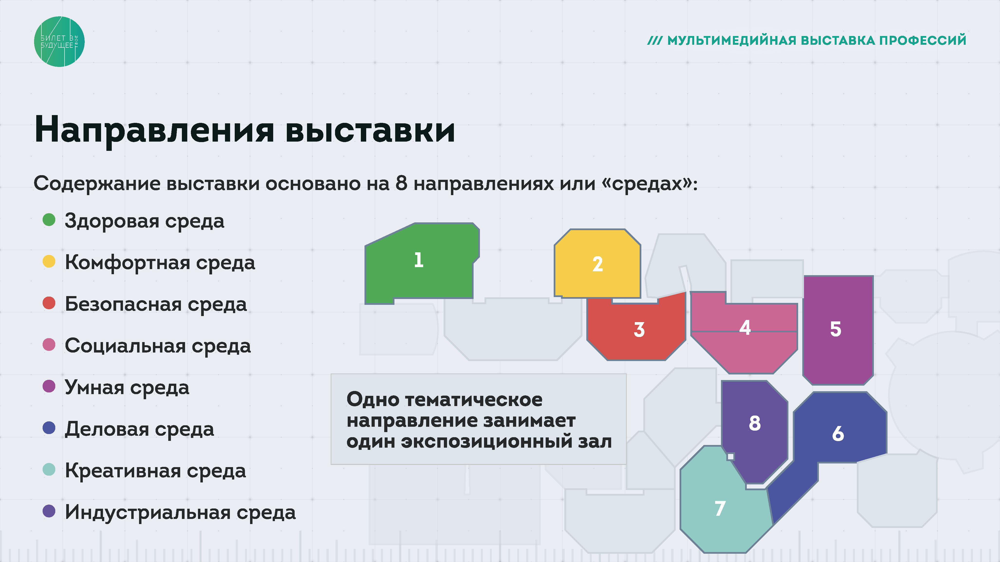 БИЛЕТ В
БУДУЩЕЕ
ТВОЕ
/// МУЛЬТИМЕДИЙНАЯ ВЫСТАВКА ПРОФЕССИЙ
Направления выставки
Содержание выставки основано на 8 направлениях или «средах»:
Здоровая среда
Комфортная среда
Безопасная среда
Социальная среда
Умная среда
Деловая среда
Креативная среда
Индустриальная среда
1
2
3
4
5
Одно тематическое
направление занимает
один экспозиционный зал
8
6
7